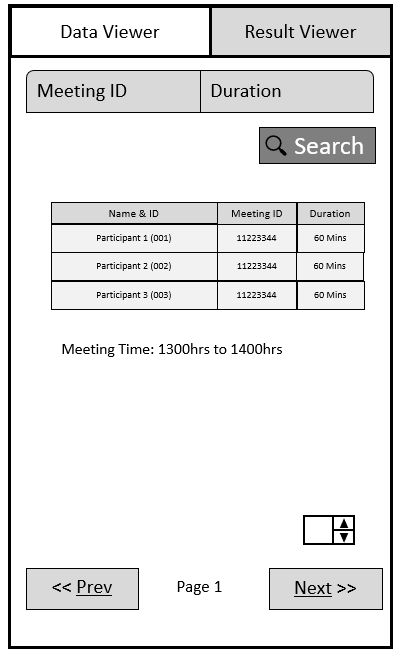 Data Viewer Result Viewer
Meeting ID Duration
Search
Name & ID Meeting ID Duration
Participant 1 (001) 11223344 60 Mins
Participant 2 (002) 11223344 60 Mins
Participant 3 (003) 11223344 60 Mins
Meeting Time: 1300hrs to 1400hrs
<< Prev Page 1 Next >>